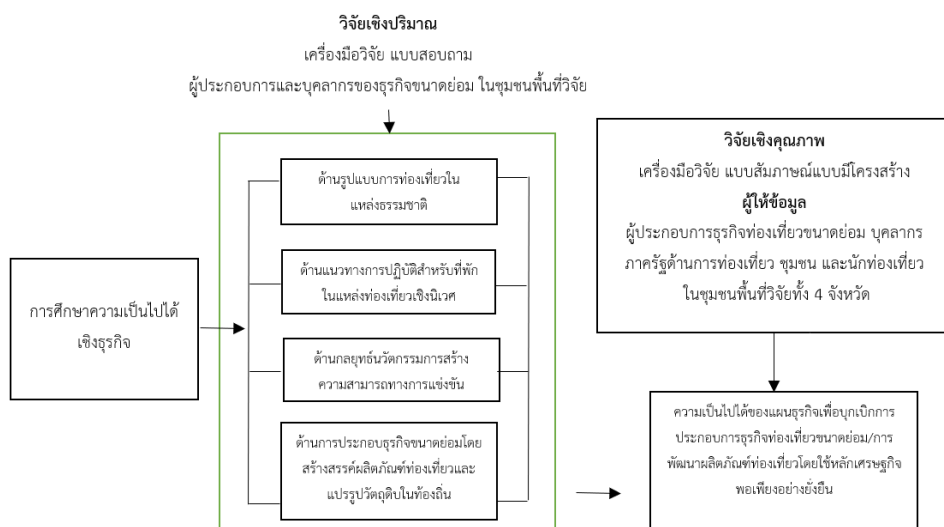 วิจัยเชิงปริมาณ
เครื่องมือวิจัย แบบสอบถาม
ผู้ประกอบการและบุคลากรของธุรกิจขนาดย่อม ในชุมชนพื้นที่วิจัย
การศึกษาความเป็นไปได้
เชิงธุรกิจ
ด้านรูปแบบการท่องเที่ยวใน
แหล่งธรรมชาติ
ด้านแนวทางการปฏิบัติสำหรับที่พัก
ในแหล่งท่องเที่ยวเชิงนิเวศ
ด้านกลยุทธ์นวัตกรรมการสร้าง
ความสามารถทางการแข่งขัน
ด้านการประกอบธุรกิจขนาดย่อมโดย
สร้างสรรค์ผลิตภัณฑ์ท่องเที่ยวและ
แปรรูปวัตถุดิบในท้องถิ่น
วิจัยเชิงคุณภาพ
เครื่องมือวิจัย แบบสัมภาษณ์แบบมีโครงสร้าง
ผู้ให้ข้อมูล
ผู้ประกอบการธุรกิจท่องเที่ยวขนาดย่อม บุคลากร
ภาครัฐด้านการท่องเที่ยว ชุมชน และนักท่องเที่ยว
ในชุมชนพื้นที่วิจัยทั้ง 4 จังหวัด
ความเป็นไปได้ของแผนธุรกิจเพื่อบุกเบิกการ
ประกอบการธุรกิจท่องเที่ยวขนาดย่อม/การ
พัฒนาผลิตภัณฑ์ท่องเที่ยวโดยใช้หลักเศรษฐกิจ
พอเพียงอย่างยั่งยืน